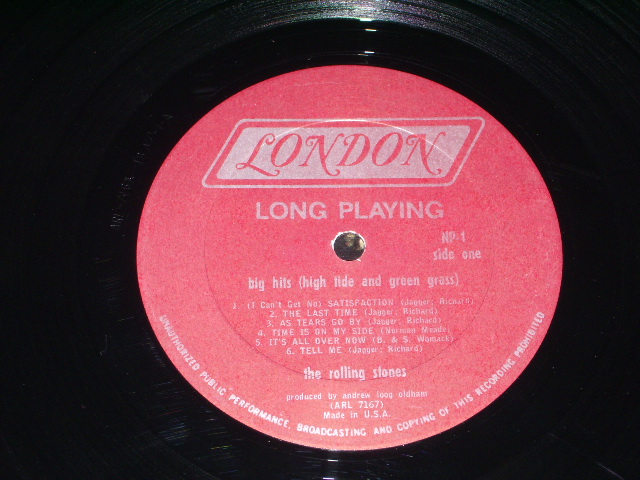 LONDON
LONG PLAYING
NP-1
side one
big hits (high tide and green grass)
1. (I Can't Get No) SATISFACTION (Jagger; Richard)
2. THE LAST TIME (Jagger; Richard)
3. AS TEARS GO BY (Jagger; Richard)
4. TIME IS ON MY SIDE (Norman Meade)
5. IT'S ALL OVER NOW (B. & S. Womack)
6. TELL ME (Jagger; Richard)
the rolling stones
produced by andrew loog oldham
(ARL 7167)
Made in U.S.A.
UNAUTHORIZED PUBLIC PERFORMANCE, BROADCASTING AND COPYING OF THIS RECORDING PROHIBITED